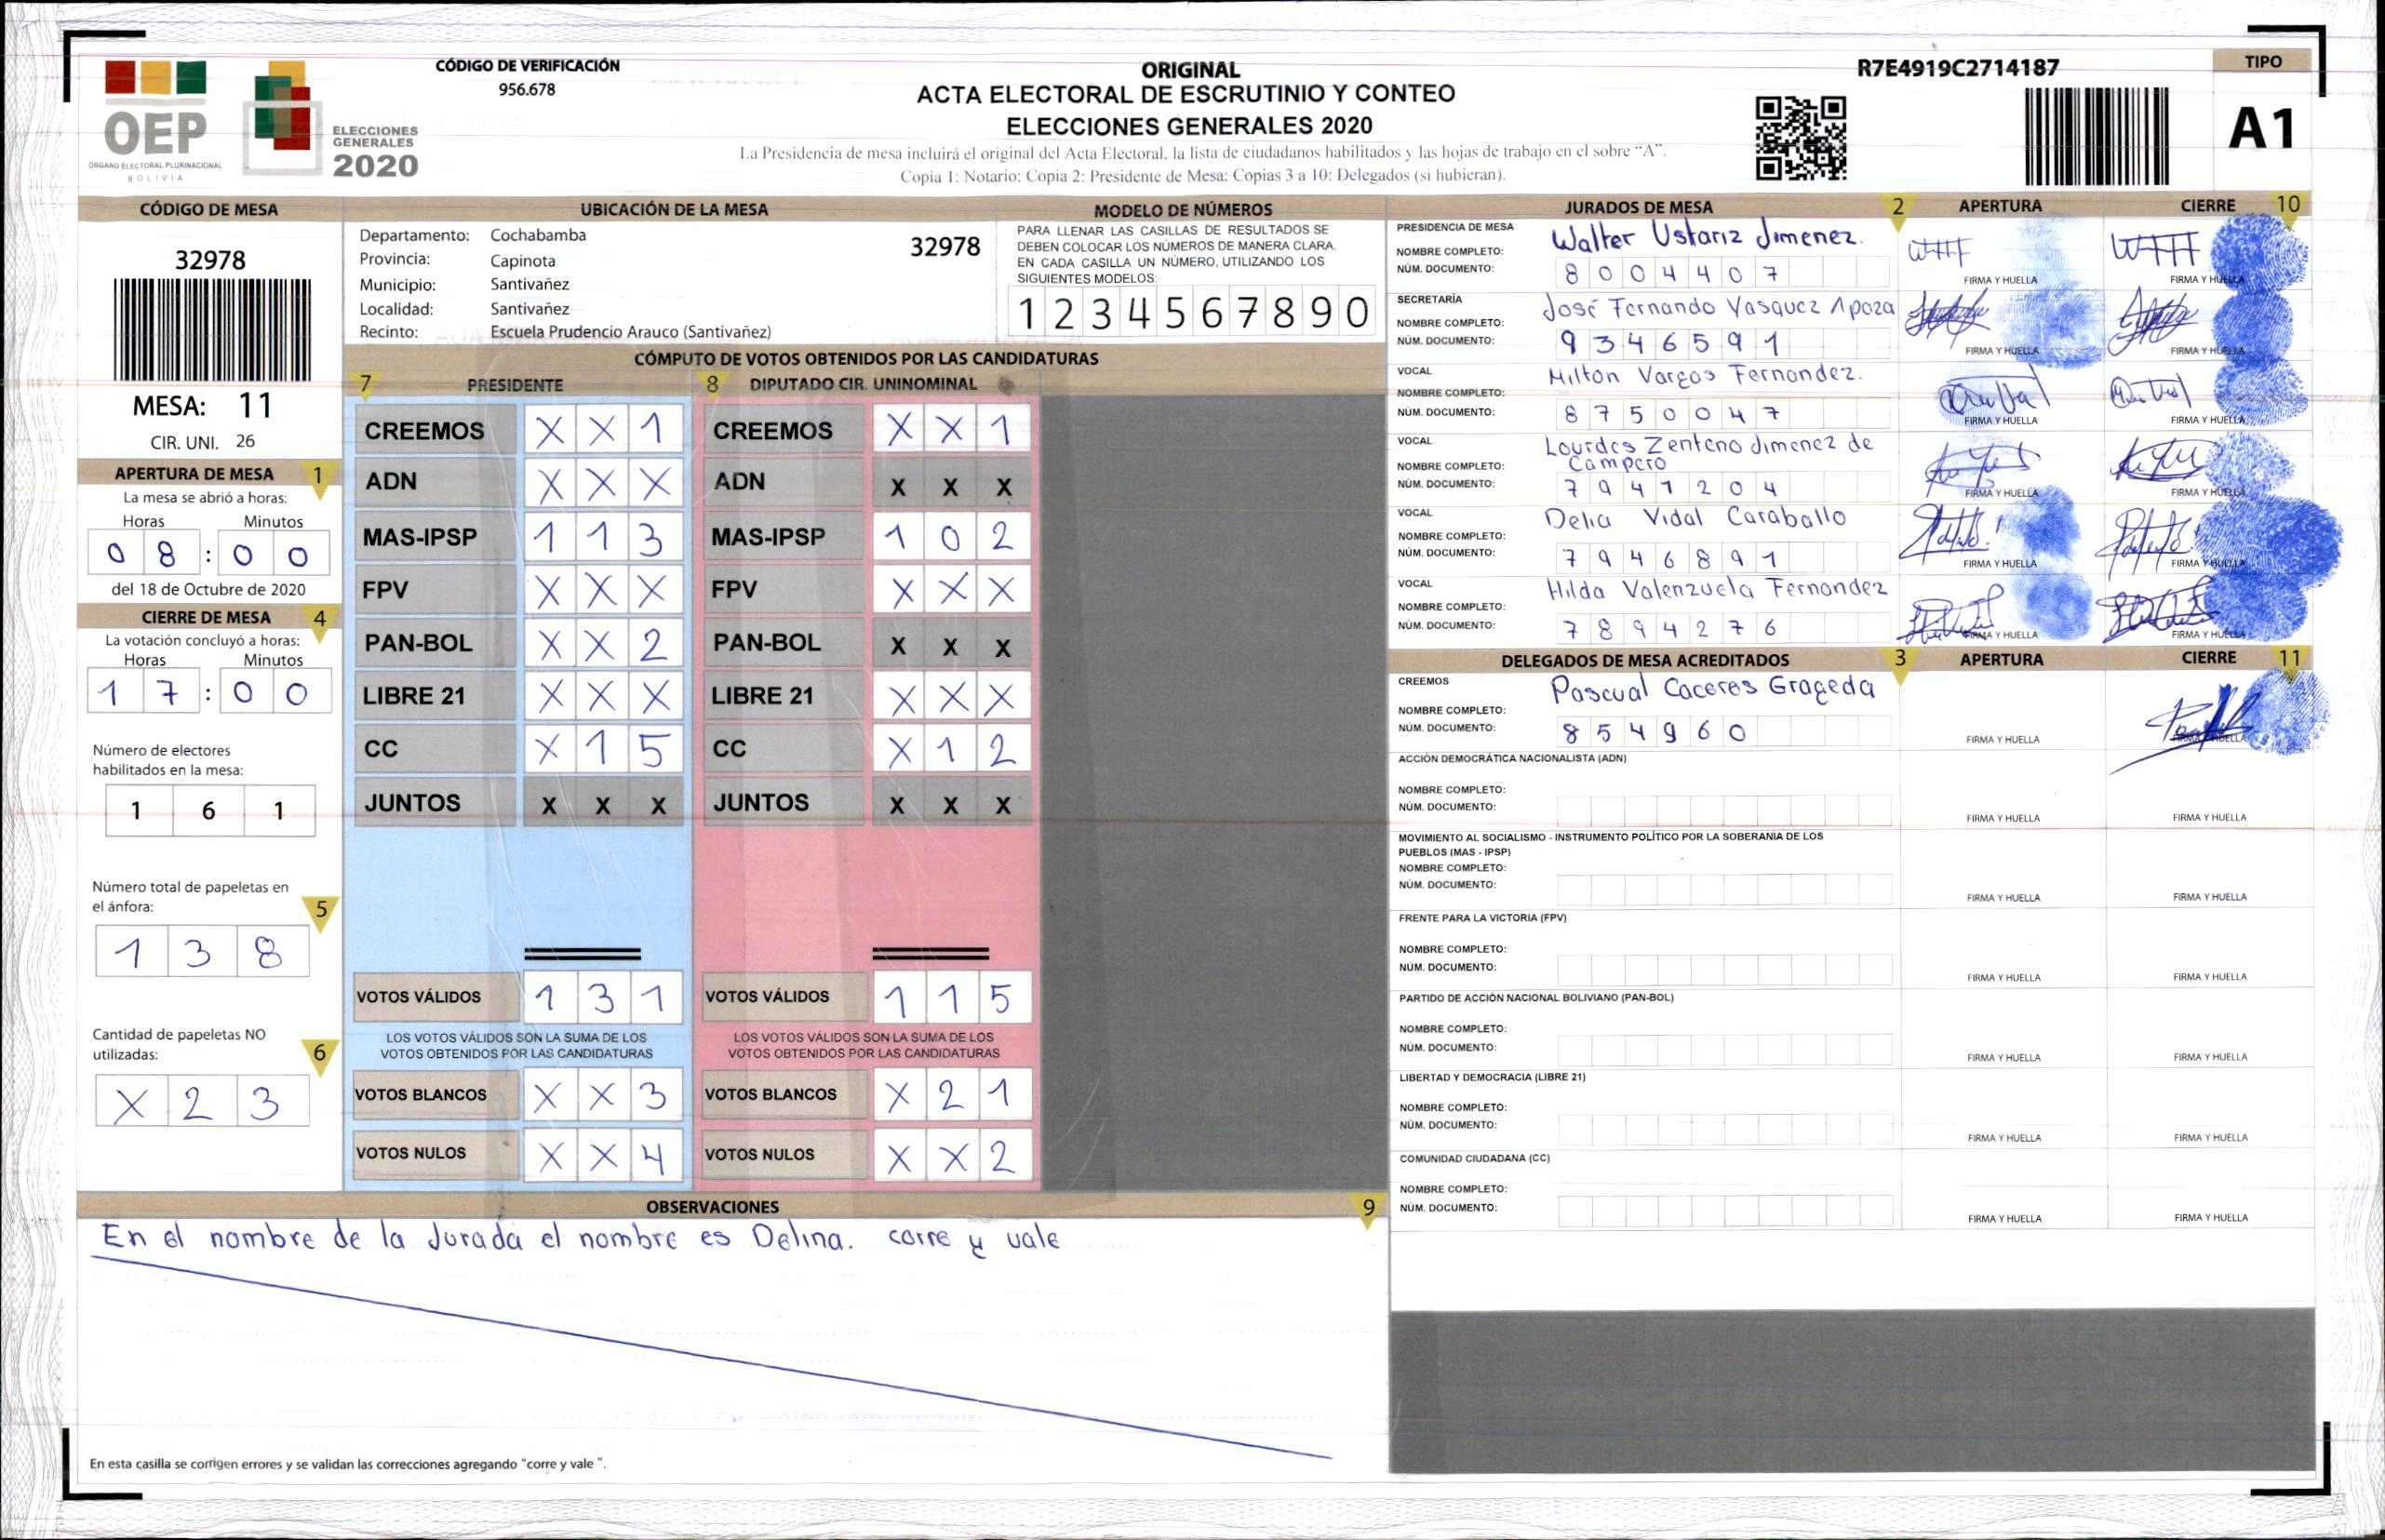 OEP
ÓRGANO ELECTORAL PLURINACIONAL
BOLIVIA
ELECCIONES
GENERALES
2020
CÓDIGO DE VERIFICACIÓN
956.678
ORIGINAL
ACTA ELECTORAL DE ESCRUTINIO Y CONTEO
ELECCIONES GENERALES 2020
La Presidencia de mesa incluirá el original del Acta Electoral, la lista de ciudadanos habilitados y las hojas de trabajo en el sobre "A".
Copia 1: Notario: Copia 2: Presidente de Mesa: Copias 3 a 10: Delegados (si hubieran).
R7E4919C2714187
TIPO
A1
CÓDIGO DE MESA
32978
MESA: 11
CIR. UNI. 26
APERTURA DE MESA 1
La mesa se abrió a horas:
Horas Minutos
0 8 : 0 0
del 18 de Octubre de 2020
CIERRE DE MESA 4
La votación concluyó a horas:
Horas Minutos
1 7 : 0 0
Número de electores
habilitados en la mesa:
1 6 1
Número total de papeletas en
el ánfora: 5
1 3 8
Cantidad de papeletas NO
utilizadas: 6
X 2 3
UBICACIÓN DE LA MESA
Departamento: Cochabamba 32978
Provincia: Capinota
Municipio: Santivañez
Localidad: Santivañez
Recinto: Escuela Prudencio Arauco (Santivañez)
MODELO DE NÚMEROS
PARA LLENAR LAS CASILLAS DE RESULTADOS SE
DEBEN COLOCAR LOS NÚMEROS DE MANERA CLARA.
EN CADA CASILLA UN NÚMERO, UTILIZANDO LOS
SIGUIENTES MODELOS:
1 2 3 4 5 6 7 8 9 0
CÓMPUTO DE VOTOS OBTENIDOS POR LAS CANDIDATURAS
7 PRESIDENTE 8 DIPUTADO CIR. UNINOMINAL
CREEMOS X X 1 CREEMOS X X 1
ADN X X X ADN X X X
MAS-IPSP 1 1 3 MAS-IPSP 1 0 2
FPV X X X FPV X X X
PAN-BOL X X 2 PAN-BOL X X X
LIBRE 21 X X X LIBRE 21 X X X
CC X 1 5 CC X 1 2
JUNTOS X X X JUNTOS X X X
VOTOS VÁLIDOS 1 3 1 VOTOS VÁLIDOS 1 1 5
LOS VOTOS VÁLIDOS SON LA SUMA DE LOS LOS VOTOS VÁLIDOS SON LA SUMA DE LOS
VOTOS OBTENIDOS POR LAS CANDIDATURAS VOTOS OBTENIDOS POR LAS CANDIDATURAS
VOTOS BLANCOS X X 3 VOTOS BLANCOS X 2 1
VOTOS NULOS X X 4 VOTOS NULOS X X 2
OBSERVACIONES 9
En el nombre de la Jurada el nombre es Delina. corre y vale
En esta casilla se corrigen errores y se validan las correcciones agregando "corre y vale ".
JURADOS DE MESA 2 APERTURA CIERRE 10
PRESIDENCIA DE MESA
NOMBRE COMPLETO: Walter Ustariz Jimenez.
NÚM. DOCUMENTO: 8 0 0 4 4 0 7
FIRMA Y HUELLA FIRMA Y HUELLA
SECRETARÍA
NOMBRE COMPLETO: José Fernando Vasquez Apaza
NÚM. DOCUMENTO: 9 3 4 6 5 9 1
FIRMA Y HUELLA FIRMA Y HUELLA
VOCAL
NOMBRE COMPLETO: Milton Vargas Fernandez.
NÚM. DOCUMENTO: 8 7 5 0 0 4 7
FIRMA Y HUELLA FIRMA Y HUELLA
VOCAL
NOMBRE COMPLETO: Lourdes Zenteno Jimenez de
Campero
NÚM. DOCUMENTO: 7 9 4 1 2 0 4
FIRMA Y HUELLA FIRMA Y HUELLA
VOCAL
NOMBRE COMPLETO: Delia Vidal Caraballo
NÚM. DOCUMENTO: 7 9 4 6 8 9 1
FIRMA Y HUELLA FIRMA Y HUELLA
VOCAL
NOMBRE COMPLETO: Hilda Valenzuela Fernandez
NÚM. DOCUMENTO: 7 8 9 4 2 7 6
FIRMA Y HUELLA FIRMA Y HUELLA
DELEGADOS DE MESA ACREDITADOS 3 APERTURA CIERRE 11
CREEMOS
NOMBRE COMPLETO: Pascual Caceres Grageda
NÚM. DOCUMENTO: 8 5 4 9 6 0
FIRMA Y HUELLA FIRMA Y HUELLA
ACCIÓN DEMOCRÁTICA NACIONALISTA (ADN)
NOMBRE COMPLETO:
NÚM. DOCUMENTO:
FIRMA Y HUELLA FIRMA Y HUELLA
MOVIMIENTO AL SOCIALISMO - INSTRUMENTO POLÍTICO POR LA SOBERANIA DE LOS
PUEBLOS (MAS - IPSP)
NOMBRE COMPLETO:
NÚM. DOCUMENTO:
FIRMA Y HUELLA FIRMA Y HUELLA
FRENTE PARA LA VICTORIA (FPV)
NOMBRE COMPLETO:
NÚM. DOCUMENTO:
FIRMA Y HUELLA FIRMA Y HUELLA
PARTIDO DE ACCIÓN NACIONAL BOLIVIANO (PAN-BOL)
NOMBRE COMPLETO:
NÚM. DOCUMENTO:
FIRMA Y HUELLA FIRMA Y HUELLA
LIBERTAD Y DEMOCRACIA (LIBRE 21)
NOMBRE COMPLETO:
NÚM. DOCUMENTO:
FIRMA Y HUELLA FIRMA Y HUELLA
COMUNIDAD CIUDADANA (CC)
NOMBRE COMPLETO:
NÚM. DOCUMENTO:
FIRMA Y HUELLA FIRMA Y HUELLA